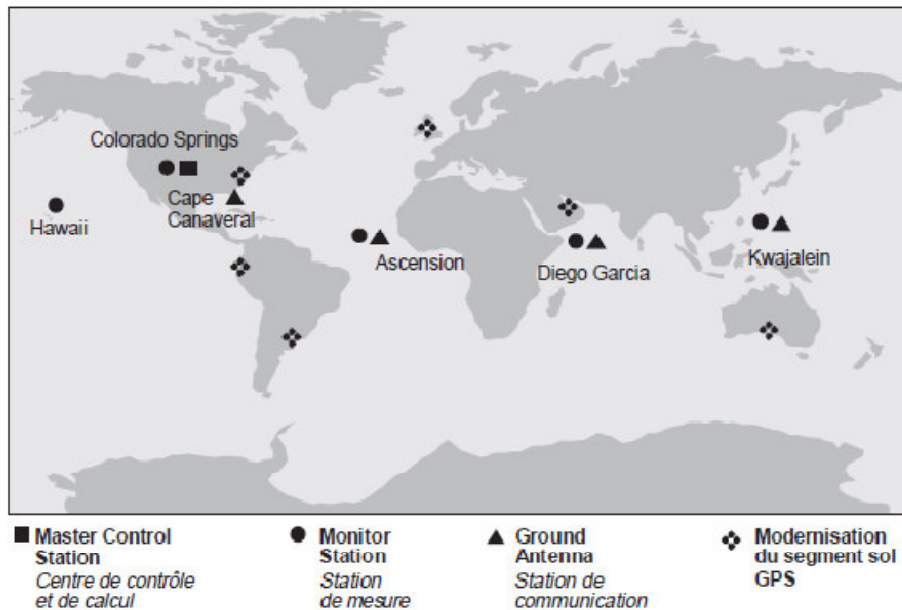 Colorado Springs
Cape
Canaveral
Hawaii
Ascension
Diego Garcia
Kwajalein
Master Control
Station
Centre de contrôle
et de calcul
Monitor
Station
Station
de mesure
Ground
Antenna
Station de
communication
Modernisation
du segment sol
GPS